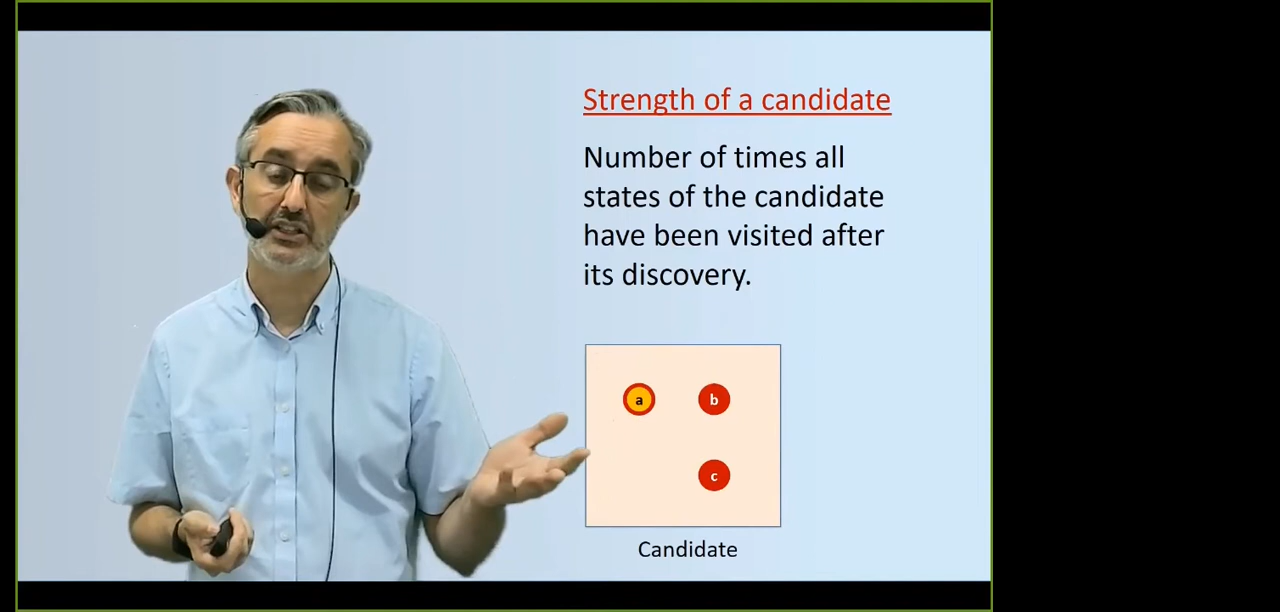 Strength of a candidate
Number of times all
states of the candidate
have been visited after
its discovery.
a
b
c
Candidate